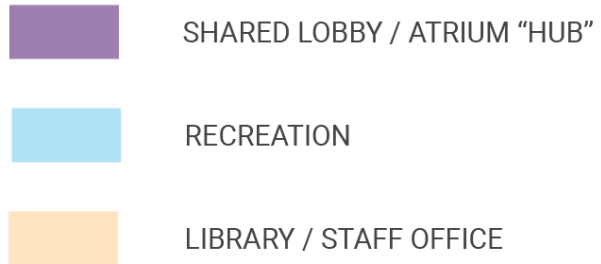 SHARED LOBBY / ATRIUM “HUB”
RECREATION
LIBRARY / STAFF OFFICE